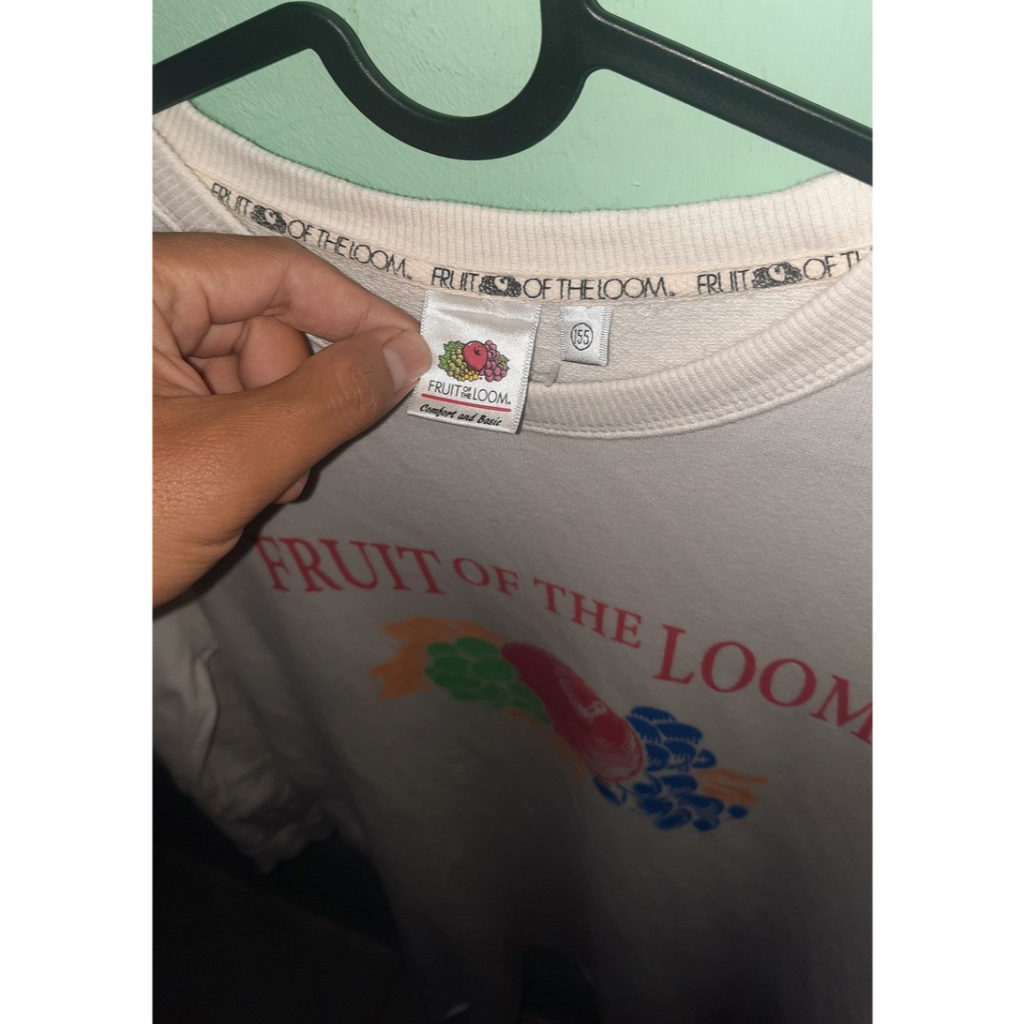 FRUIT OF THE LOOM
FRUIT OF THE LOOM
FRUIT OF TH
155
FRUIT OF THE LOOM
Comfort and Basic
FRUIT OF THE LOOM